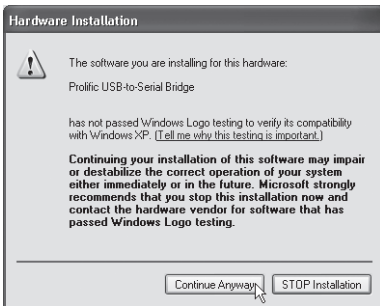 Hardware Installation
The software you are installing for this hardware:
Prolific USB-to-Serial Bridge
has not passed Windows Logo testing to verify its compatibility
with Windows XP. (Tell me why this testing is important.)
Continuing your installation of this software may impair
or destabilize the correct operation of your system
either immediately or in the future. Microsoft strongly
recommends that you stop this installation now and
contact the hardware vendor for software that has
passed Windows Logo testing.
Continue Anyway
STOP Installation